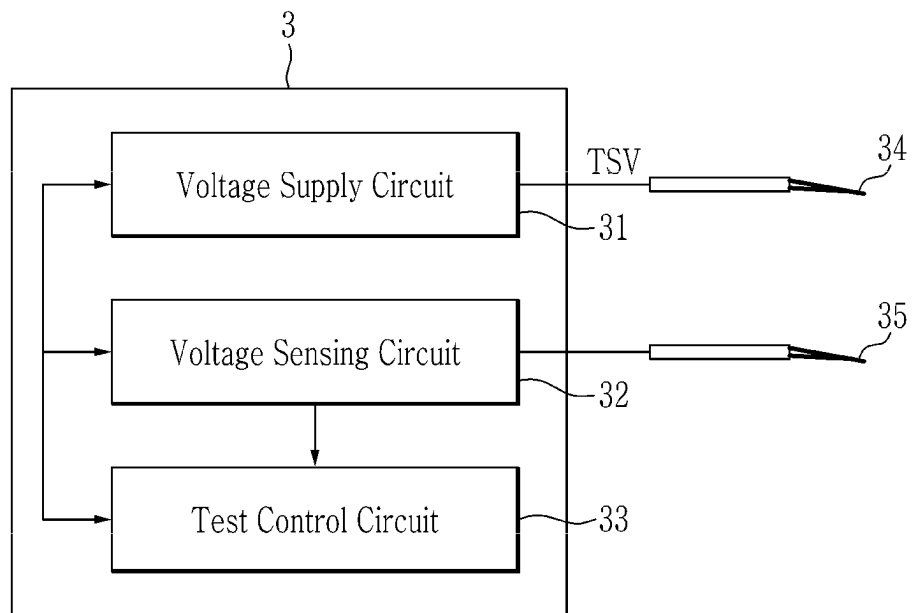 3
Voltage Supply Circuit
TSV
34
31
Voltage Sensing Circuit
35
32
Test Control Circuit
33